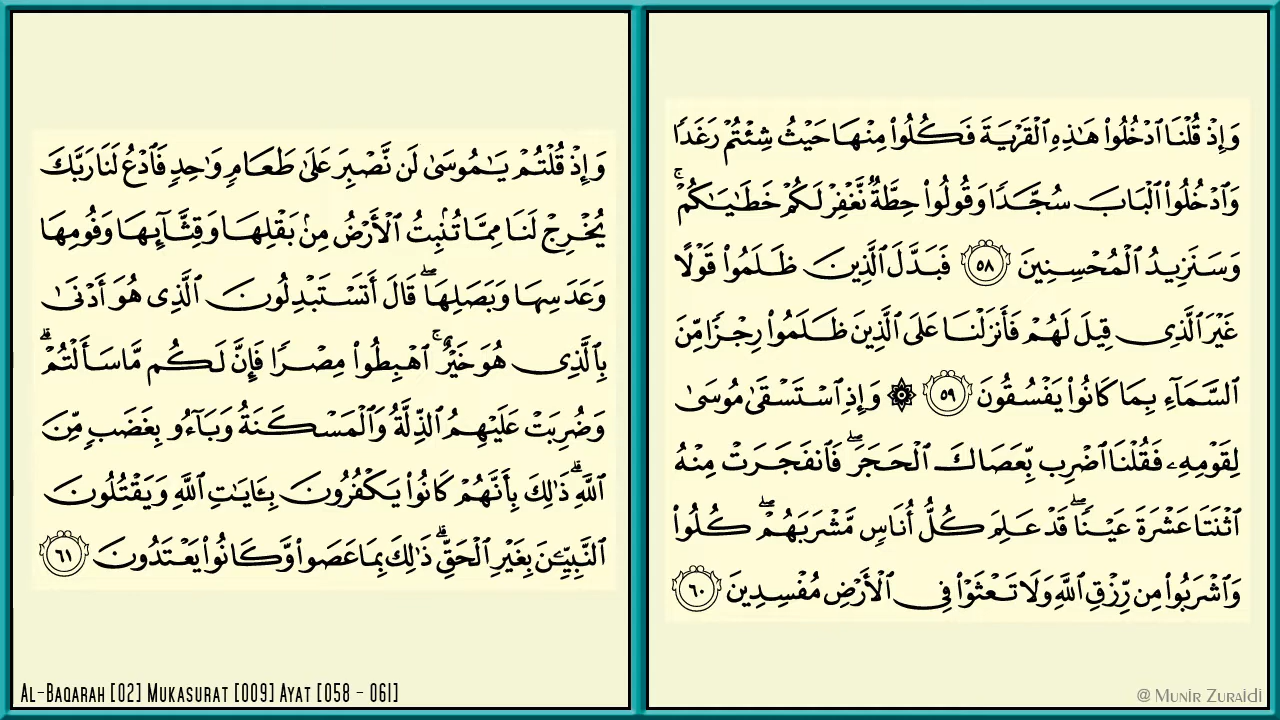 وَإِذۡ قُلۡنَا ٱدۡخُلُواْ هَٰذِهِ ٱلۡقَرۡيَةَ فَكُلُواْ مِنۡهَا حَيۡثُ شِئۡتُمۡ رَغَدٗا
وَٱدۡخُلُواْ ٱلۡبَابَ سُجَّدٗا وَقُولُواْ حِطَّةٞ نَّغۡفِرۡ لَكُمۡ خَطَٰيَٰكُمۡۚ
وَسَنَزِيدُ ٱلۡمُحۡسِنِينَ ٥٨ فَبَدَّلَ ٱلَّذِينَ ظَلَمُواْ قَوۡلًا
غَيۡرَ ٱلَّذِي قِيلَ لَهُمۡ فَأَنزَلۡنَا عَلَى ٱلَّذِينَ ظَلَمُواْ رِجۡزٗا مِّنَ
ٱلسَّمَآءِ بِمَا كَانُواْ يَفۡسُقُونَ ٥٩ ۞ وَإِذِ ٱسۡتَسۡقَىٰ مُوسَىٰ
لِقَوۡمِهِۦ فَقُلۡنَا ٱضۡرِب بِّعَصَاكَ ٱلۡحَجَرَۖ فَٱنفَجَرَتۡ مِنۡهُ
ٱثۡنَتَا عَشۡرَةَ عَيۡنٗاۖ قَدۡ عَلِمَ كُلُّ أُنَاسٖ مَّشۡرَبَهُمۡۖ كُلُواْ
وَٱشۡرَبُواْ مِن رِّزۡقِ ٱللَّهِ وَلَا تَعۡثَوۡاْ فِي ٱلۡأَرۡضِ مُفۡسِدِينَ ٦٠
وَإِذۡ قُلۡتُمۡ يَٰمُوسَىٰ لَن نَّصۡبِرَ عَلَىٰ طَعَامٖ وَٰحِدٖ فَٱدۡعُ لَنَا رَبَّكَ
يُخۡرِجۡ لَنَا مِمَّا تُنۢبِتُ ٱلۡأَرۡضُ مِنۢ بَقۡلِهَا وَقِثَّآئِهَا وَفُومِهَا
وَعَدَسِهَا وَبَصَلِهَاۖ قَالَ أَتَسۡتَبۡدِلُونَ ٱلَّذِي هُوَ أَدۡنَىٰ
بِٱلَّذِي هُوَ خَيۡرٌۚ ٱهۡبِطُواْ مِصۡرٗا فَإِنَّ لَكُم مَّا سَأَلۡتُمۡۗ
وَضُرِبَتۡ عَلَيۡهِمُ ٱلذِّلَّةُ وَٱلۡمَسۡكَنَةُ وَبَآءُو بِغَضَبٖ مِّنَ
ٱللَّهِۗ ذَٰلِكَ بِأَنَّهُمۡ كَانُواْ يَكۡفُرُونَ بِـَٔايَٰتِ ٱللَّهِ وَيَقۡتُلُونَ
ٱلنَّبِيِّـۧنَ بِغَيۡرِ ٱلۡحَقِّۗ ذَٰلِكَ بِمَا عَصَواْ وَّكَانُواْ يَعۡتَدُونَ ٦١
AL-BAQARAH [02] MUKASURAT [009] AYAT [058 - 061]
@ Munir Zuraidi